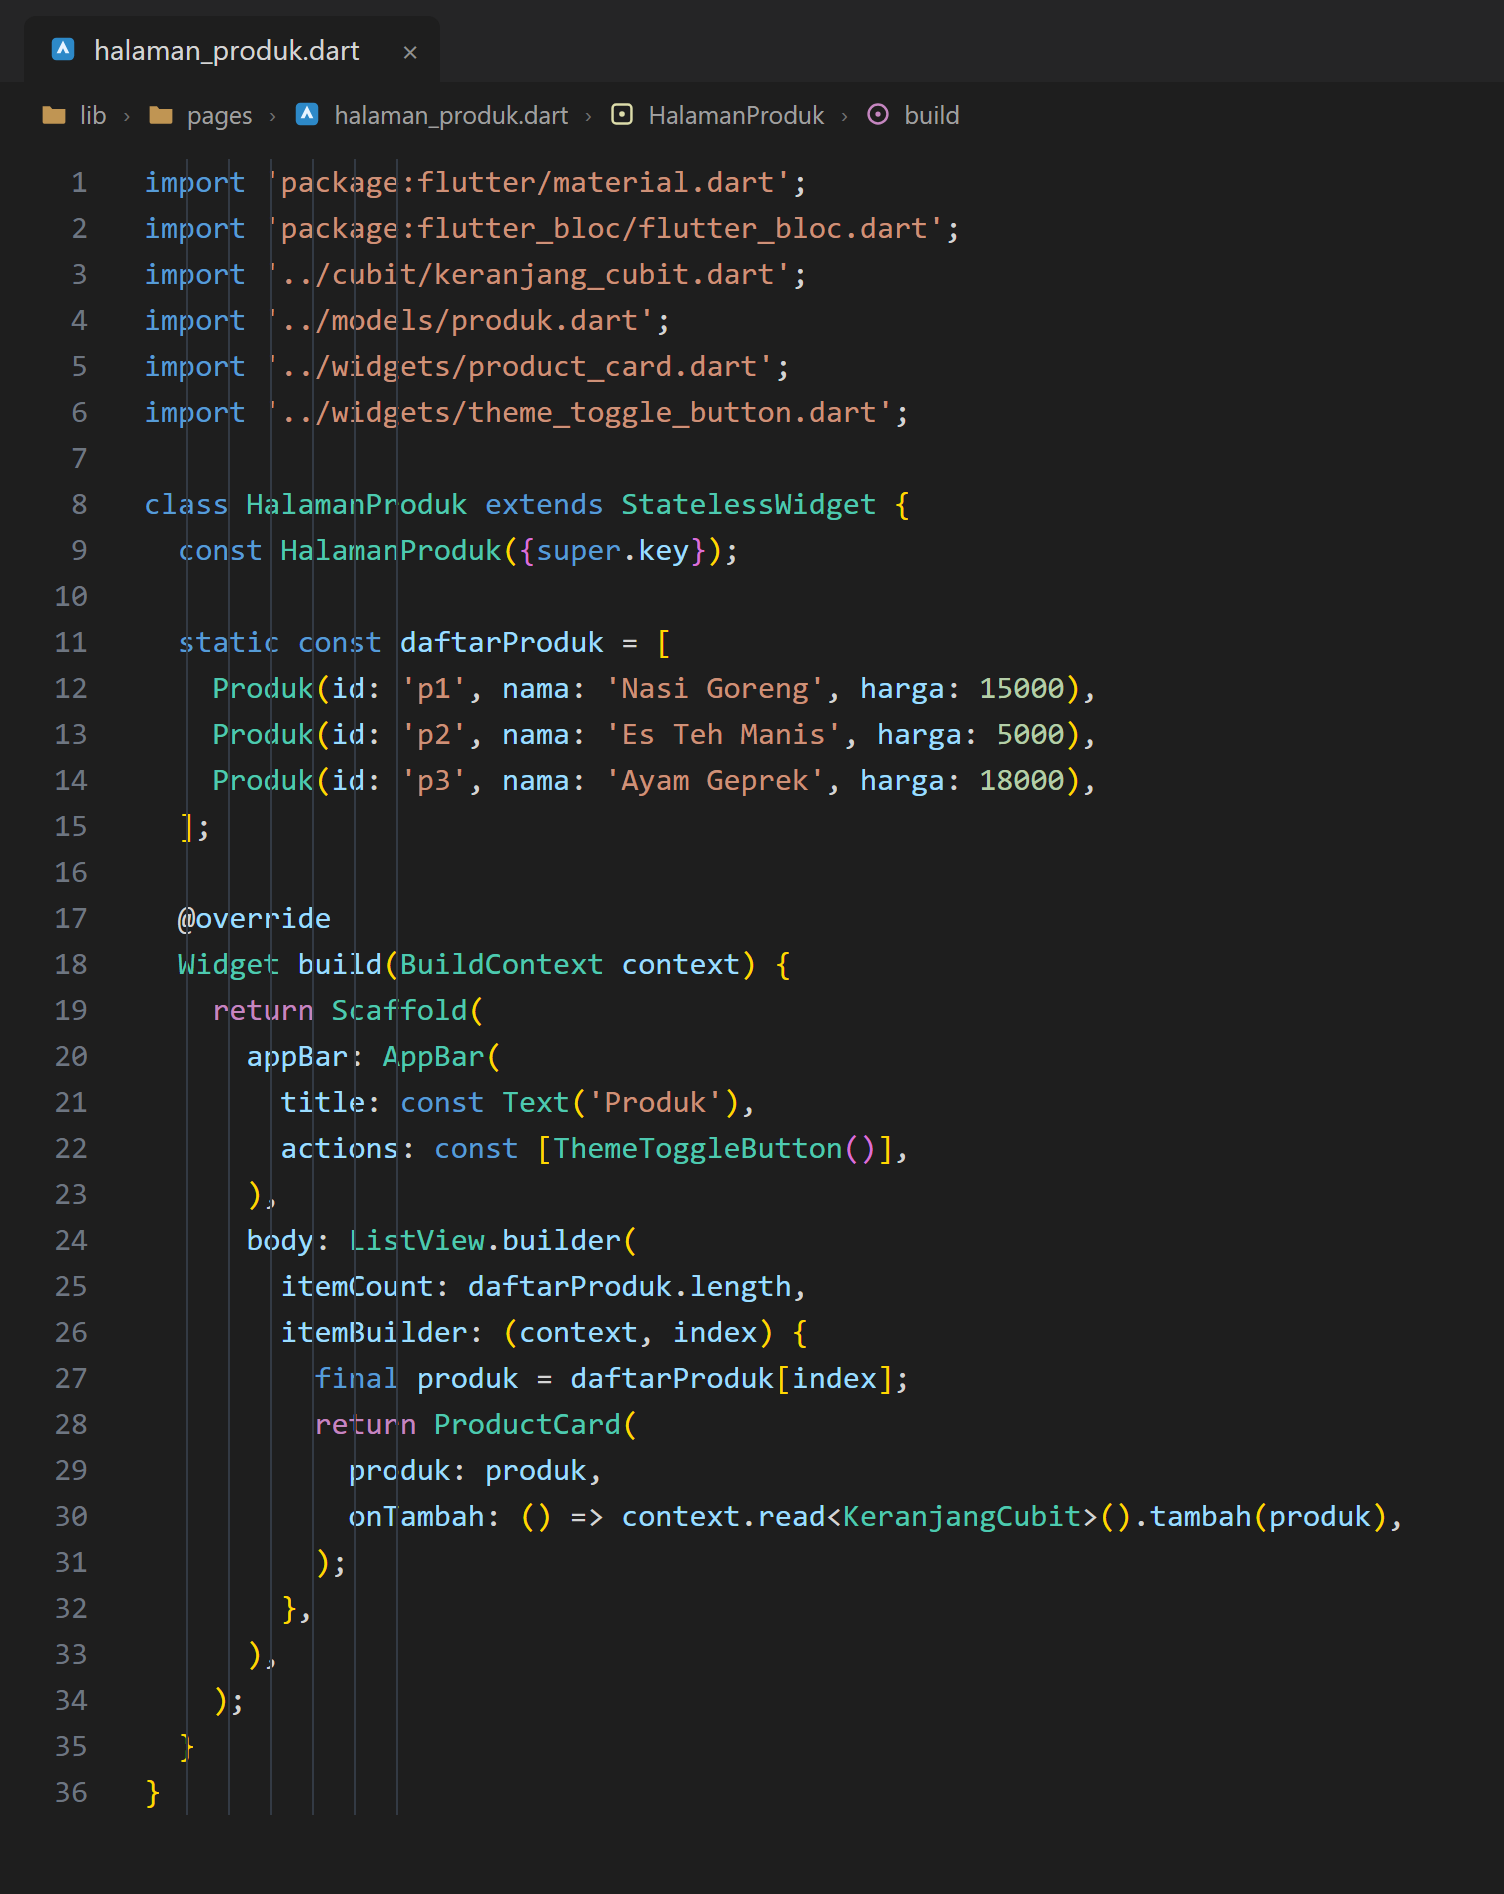 halaman_produk.dart ×
lib › pages › halaman_produk.dart › HalamanProduk › build
1 import 'package:flutter/material.dart';
2 import 'package:flutter_bloc/flutter_bloc.dart';
3 import '../cubit/keranjang_cubit.dart';
4 import '../models/produk.dart';
5 import '../widgets/product_card.dart';
6 import '../widgets/theme_toggle_button.dart';
7
8 class HalamanProduk extends StatelessWidget {
9   const HalamanProduk({super.key});
10
11   static const daftarProduk = [
12     Produk(id: 'p1', nama: 'Nasi Goreng', harga: 15000),
13     Produk(id: 'p2', nama: 'Es Teh Manis', harga: 5000),
14     Produk(id: 'p3', nama: 'Ayam Geprek', harga: 18000),
15   ];
16
17   @override
18   Widget build(BuildContext context) {
19     return Scaffold(
20       appBar: AppBar(
21         title: const Text('Produk'),
22         actions: const [ThemeToggleButton()],
23       ),
24       body: ListView.builder(
25         itemCount: daftarProduk.length,
26         itemBuilder: (context, index) {
27           final produk = daftarProduk[index];
28           return ProductCard(
29             produk: produk,
30             onTambah: () => context.read<KeranjangCubit>().tambah(produk),
31           );
32         },
33       ),
34     );
35   }
36 }